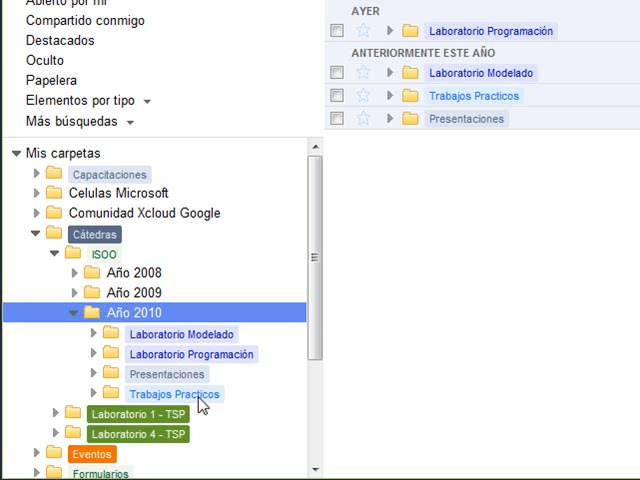 Abierto por mí
Compartido conmigo
Destacados
Oculto
Papelera
Elementos por tipo
Más búsquedas
Mis carpetas
Capacitaciones
Celulas Microsoft
Comunidad Xcloud Google
Cátedras
ISOO
Año 2008
Año 2009
Año 2010
Laboratorio Modelado
Laboratorio Programación
Presentaciones
Trabajos Practicos
Laboratorio 1 - TSP
Laboratorio 4 - TSP
Eventos
Formularios
AYER
Laboratorio Programación
ANTERIORMENTE ESTE AÑO
Laboratorio Modelado
Trabajos Practicos
Presentaciones